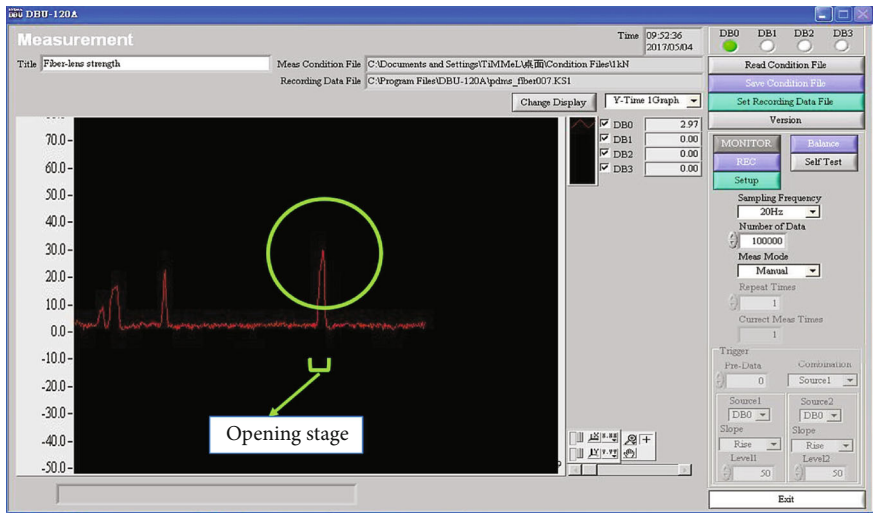 DBU DBU-120A
Measurement
Time 09:52:36
2017/05/04
Title Fiber-lens strength
Meas Condition File C:\Documents and Settings\TiMMeL\桌面\Condition Files\1kN
Recording Data File C:\Program Files\DBU-120A\pdms_fiber007.KS1
Change Display Y-Time 1Graph
DB0 DB1 DB2 DB3
Read Condition File
Save Condition File
Set Recording Data File
Version
MONITOR Balance
REC Self Test
Setup
Sampling Frequency
20Hz
Number of Data
100000
Meas Mode
Manual
Repeat Times
1
Currect Meas Times
1
Trigger
Pre-Data Combination
0 Source1
Source1 Source2
DB0 DB0
Slope Slope
Rise Rise
Level1 Level2
50 50
Exit
DB0 2.97
DB1 0.00
DB2 0.00
DB3 0.00
70.0
60.0
50.0
40.0
30.0
20.0
10.0
0.0
-10.0
-20.0
-30.0
-40.0
-50.0
Opening stage